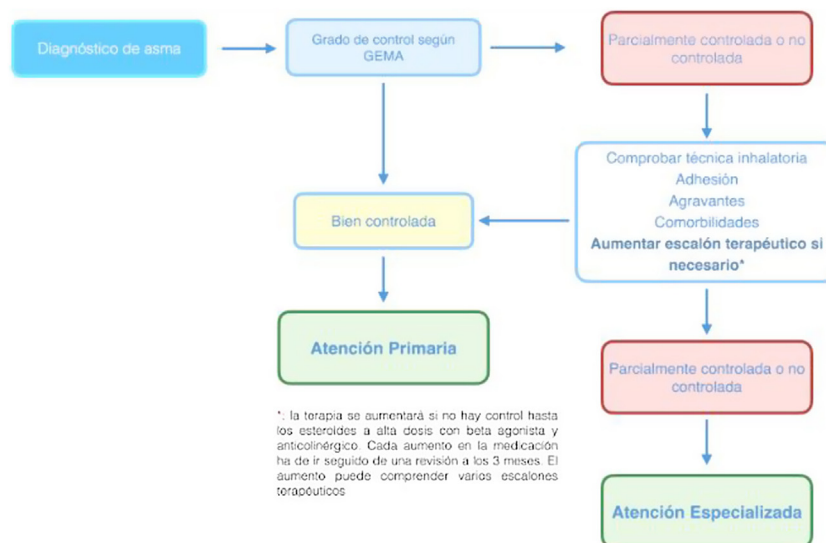 Diagnóstico de asma
Grado de control según
GEMA
Parcialmente controlada o no
controlada
Comprobar técnica inhalatoria
Adhesión
Agravantes
Comorbilidades
Aumentar escalón terapéutico si
necesario*
Bien controlada
Atención Primaria
Parcialmente controlada o no
controlada
*: la terapia se aumentará si no hay control hasta
los esteroides a alta dosis con beta agonista y
anticolinérgico. Cada aumento en la medicación
ha de ir seguido de una revisión a los 3 meses. El
aumento puede comprender varios escalones
terapéuticos
Atención Especializada